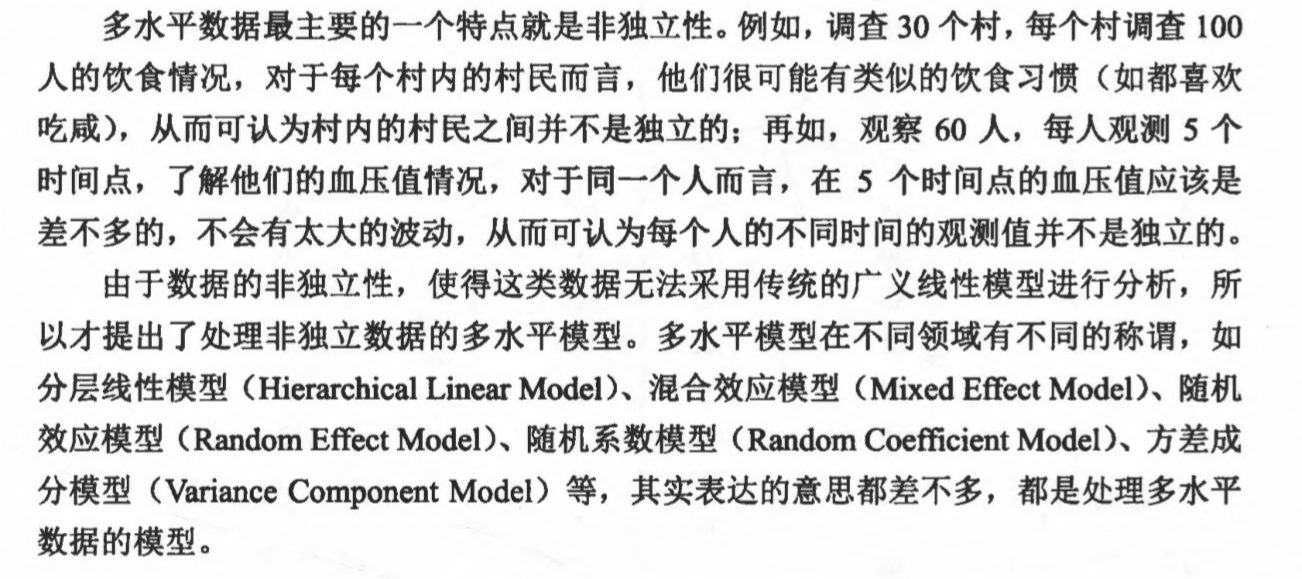 多水平数据最主要的一个特点就是非独立性。例如，调查 30 个村，每个村调查 100
人的饮食情况，对于每个村内的村民而言，他们很可能有类似的饮食习惯（如都喜欢
吃咸），从而可认为村内的村民之间并不是独立的；再如，观察 60 人，每人观测 5 个
时间点，了解他们的血压值情况，对于同一个人而言，在 5 个时间点的血压值应该是
差不多的，不会有太大的波动，从而可认为每个人的不同时间的观测值并不是独立的。
由于数据的非独立性，使得这类数据无法采用传统的广义线性模型进行分析，所
以才提出了处理非独立数据的多水平模型。多水平模型在不同领域有不同的称谓，如
分层线性模型（Hierarchical Linear Model）、混合效应模型（Mixed Effect Model）、随机
效应模型（Random Effect Model）、随机系数模型（Random Coefficient Model）、方差成
分模型（Variance Component Model）等，其实表达的意思都差不多，都是处理多水平
数据的模型。